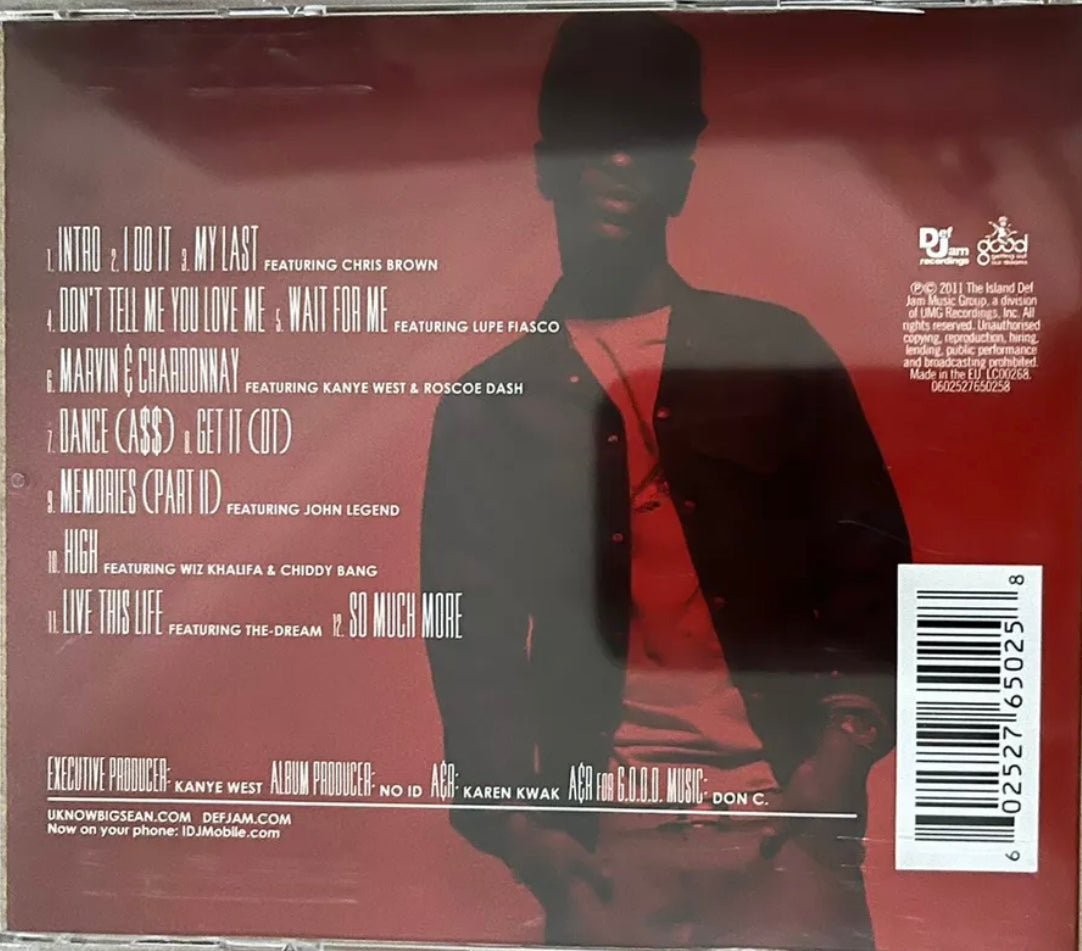 1. INTRO 2. I DO IT 3. MY LAST FEATURING CHRIS BROWN
4. DON'T TELL ME YOU LOVE ME 5. WAIT FOR ME FEATURING LUPE FIASCO
6. MARVIN & CHARDONNAY FEATURING KANYE WEST & ROSCOE DASH
7. DANCE (A$$) 8. GET IT (DT)
9. MEMORIES (PART II) FEATURING JOHN LEGEND
10. HIGH FEATURING WIZ KHALIFA & CHIDDY BANG
11. LIVE THIS LIFE FEATURING THE-DREAM 12. SO MUCH MORE
EXECUTIVE PRODUCER: KANYE WEST ALBUM PRODUCER: NO ID A&R: KAREN KWAK A&R FOR G.O.O.D. MUSIC: DON C.
UKNOWBIGSEAN.COM DEFJAM.COM
Now on your phone: IDJMobile.com
Def Jam recordings
good
getting out
our dreams
℗© 2011 The Island Def
Jam Music Group, a division
of UMG Recordings, Inc. All
rights reserved. Unauthorised
copying, reproduction, hiring,
lending, public performance
and broadcasting prohibited.
Made in the EU LC00268.
0602527650258
6 02527 65025 8